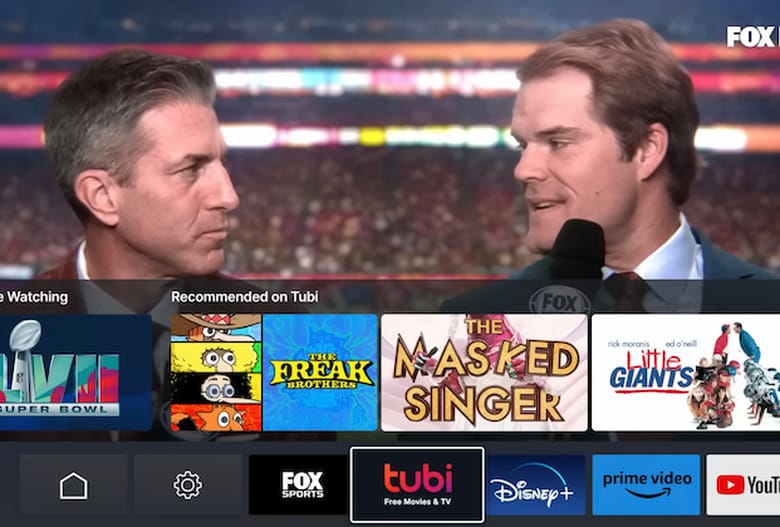 FOX
FOX
e Watching
Recommended on Tubi
LVII
SUPER BOWL
THE
FREAK
BROTHERS
THE
MASKED
SINGER
rick moranis ed o'neill
Little
GIANTS
FOX
SPORTS
tubi
Free Movies & TV
Disney+
prime video
YouT